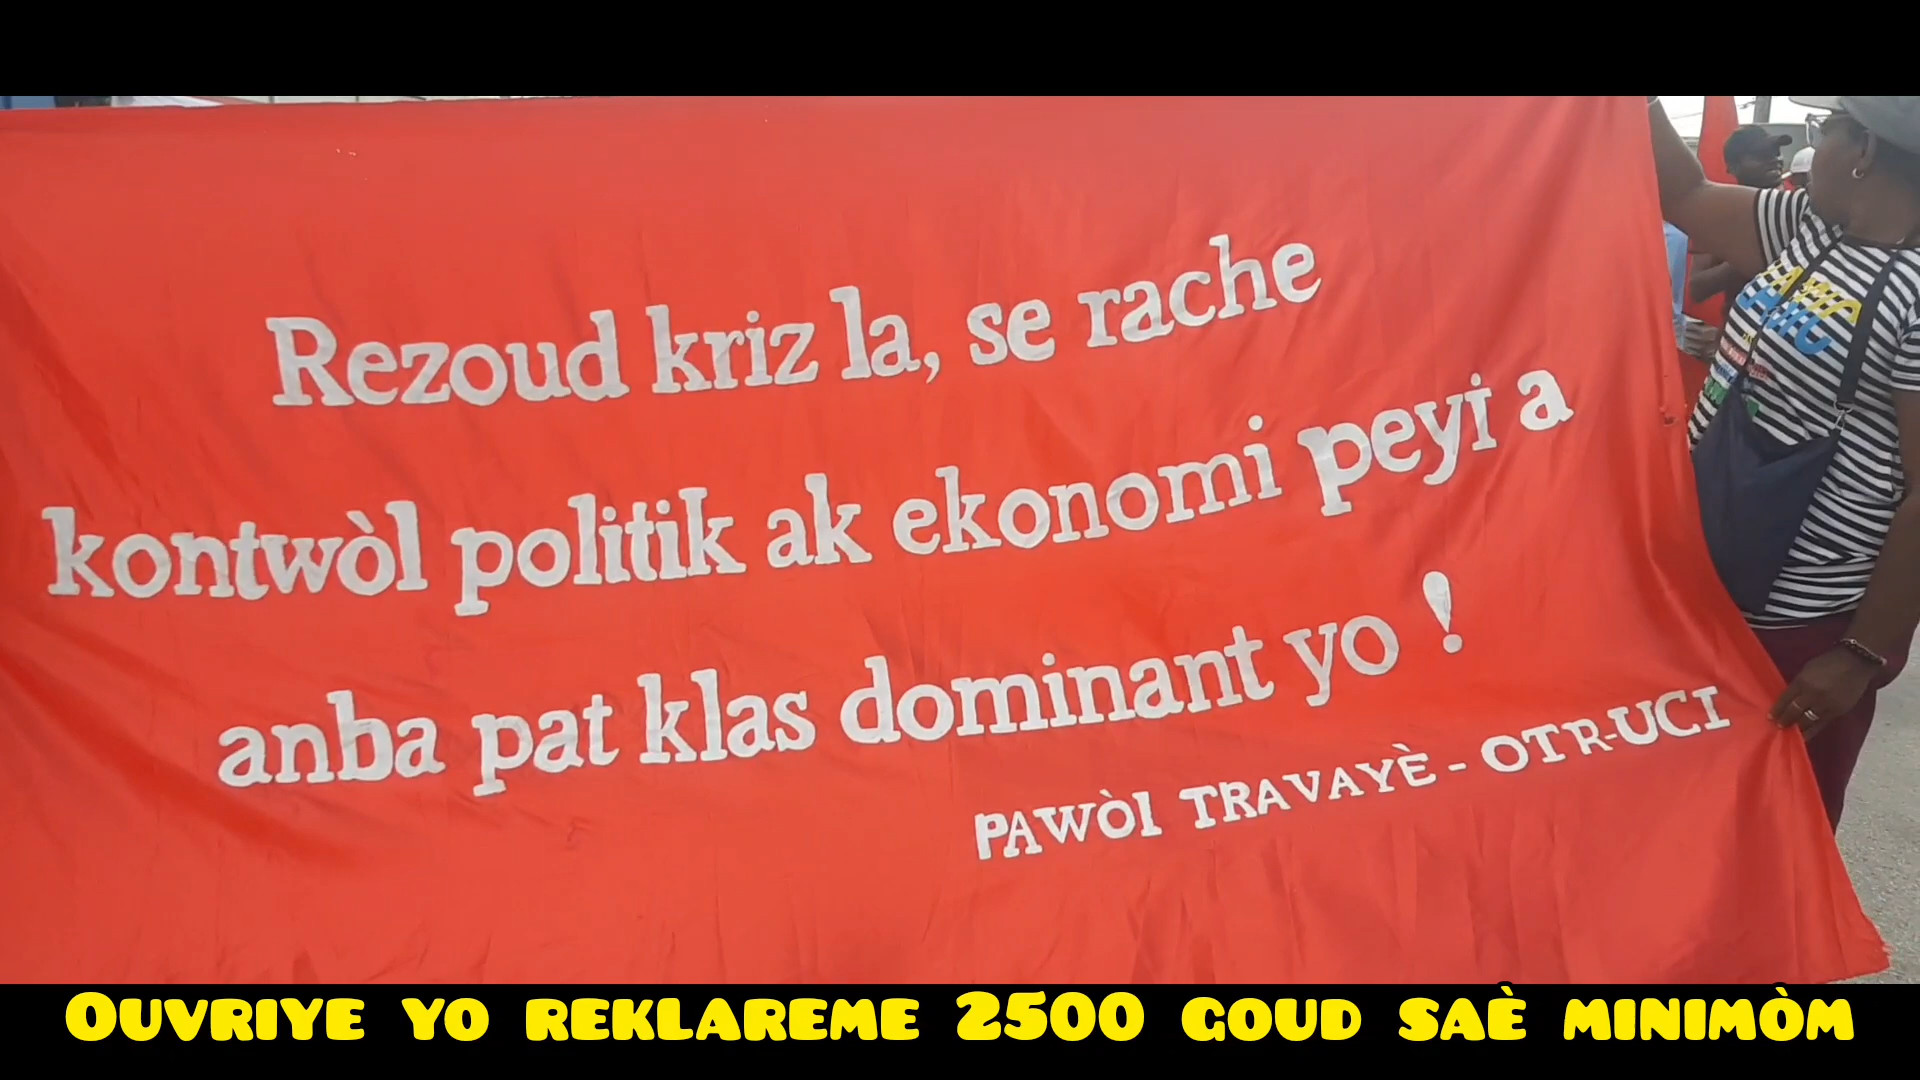 Rezoud kriz la, se rache
kontwòl politik ak ekonomi peyi a
anba pat klas dominant yo !
PAWÒl TRAVAYÈ - OTR-UCI
Ouvriye yo reklareme 2500 goud saè minimòm